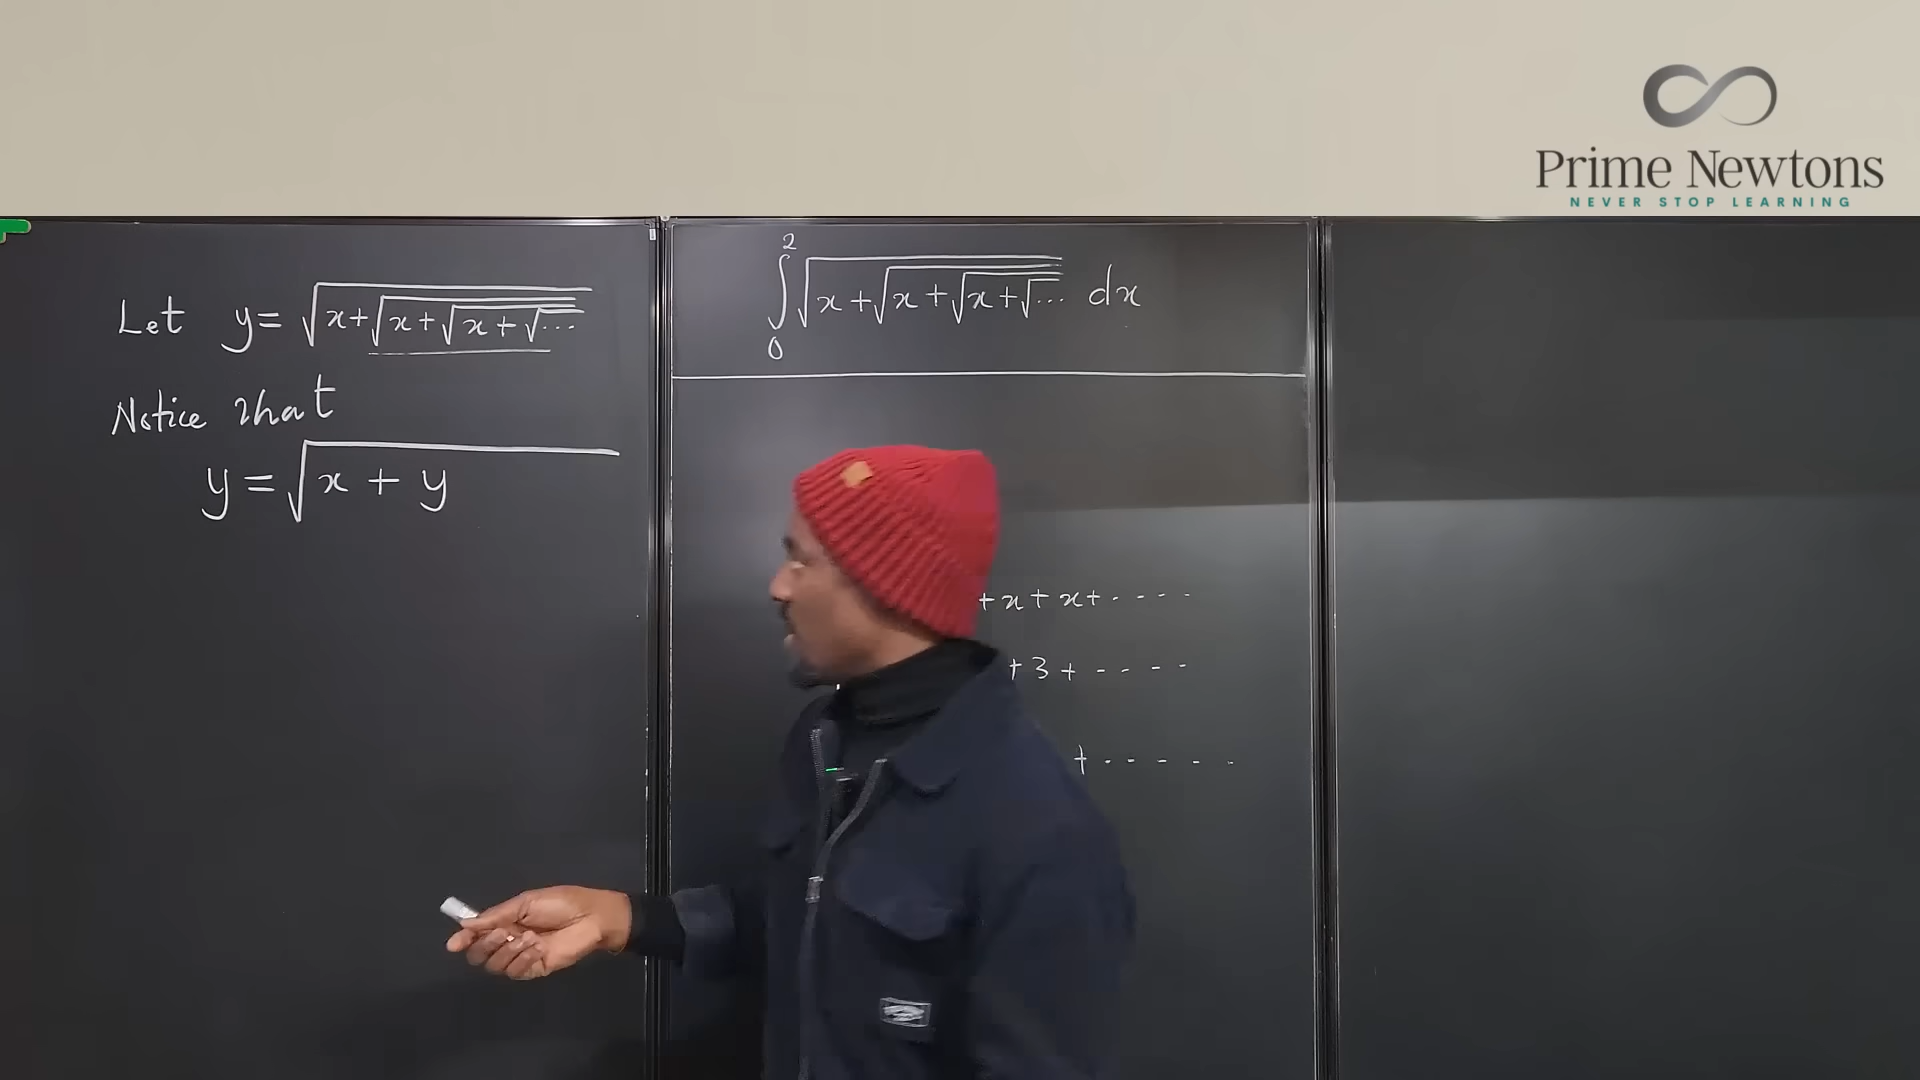 Prime Newtons
NEVER STOP LEARNING
Let y = √(x+√(x+√(x+√...
Notice that
y = √(x + y
∫₀² √(x+√(x+√(x+√... dx
+x+x+....
+3+----
+-----